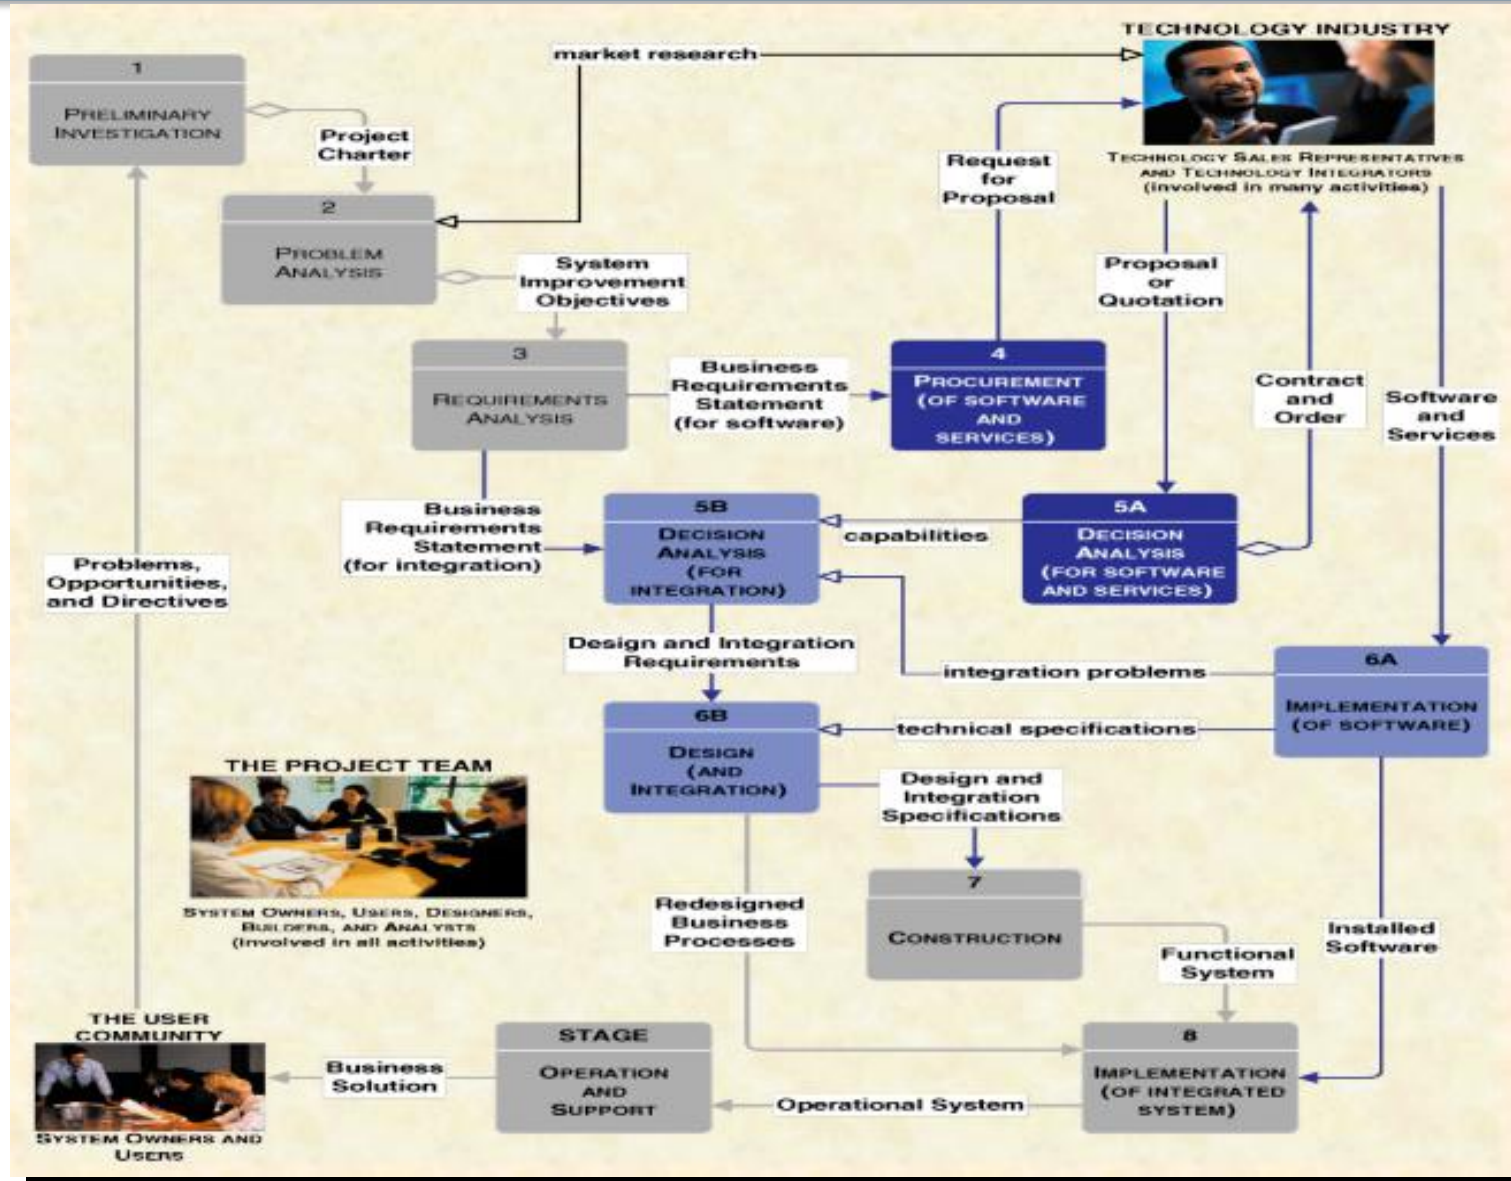 TECHNOLOGY INDUSTRY
market research
1
PRELIMINARY
INVESTIGATION
Project
Charter
TECHNOLOGY SALES REPRESENTATIVES
AND TECHNOLOGY INTEGRATORS
(involved in many activities)
Request
for
Proposal
2
PROBLEM
ANALYSIS
System
Improvement
Objectives
Proposal
or
Quotation
3
REQUIREMENTS
ANALYSIS
Business
Requirements
Statement
(for software)
4
PROCUREMENT
(OF SOFTWARE
AND
SERVICES)
Contract
and
Order
Software
and
Services
Business
Requirements
Statement
(for integration)
5B
DECISION
ANALYSIS
(FOR
INTEGRATION)
capabilities
5A
DECISION
ANALYSIS
(FOR SOFTWARE
AND SERVICES)
Problems,
Opportunities,
and Directives
Design and Integration
Requirements
integration problems
6A
IMPLEMENTATION
(OF SOFTWARE)
6B
DESIGN
(AND
INTEGRATION)
technical specifications
THE PROJECT TEAM
Design and
Integration
Specifications
SYSTEM OWNERS, USERS, DESIGNERS,
BUILDERS, AND ANALYSTS
(involved in all activities)
Redesigned
Business
Processes
7
CONSTRUCTION
Functional
System
Installed
Software
THE USER
COMMUNITY
SYSTEM OWNERS AND
USERS
Business
Solution
STAGE
OPERATION
AND
SUPPORT
Operational System
8
IMPLEMENTATION
(OF INTEGRATED
SYSTEM)